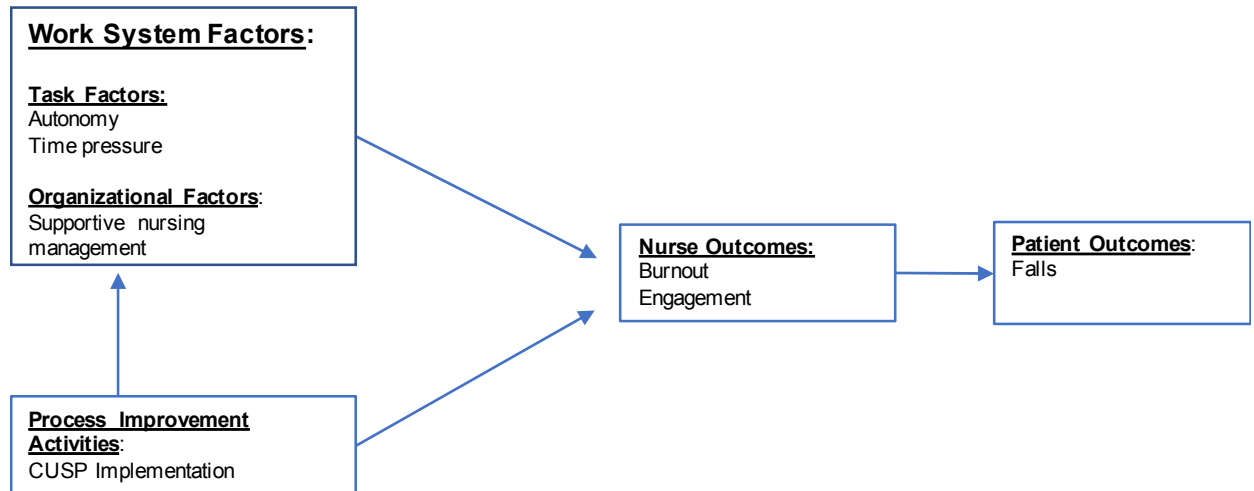 Work System Factors:
Task Factors:
Autonomy
Time pressure
Organizational Factors:
Supportive nursing
management
Nurse Outcomes:
Burnout
Engagement
Patient Outcomes:
Falls
Process Improvement
Activities:
CUSP Implementation